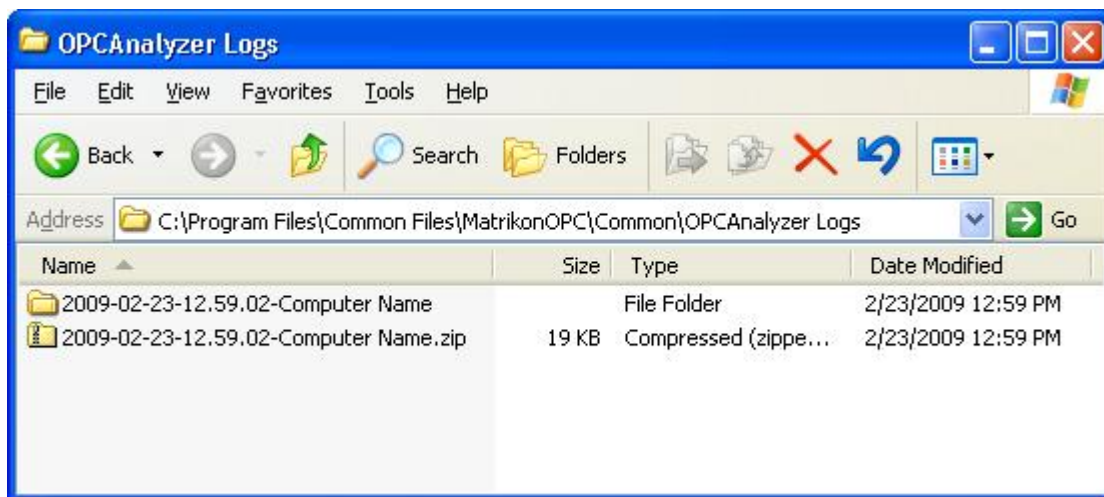 OPCAnalyzer Logs
File Edit View Favorites Tools Help
Back Search Folders
Address C:\Program Files\Common Files\MatrikonOPC\Common\OPCAnalyzer Logs Go
Name Size Type Date Modified
2009-02-23-12.59.02-Computer Name File Folder 2/23/2009 12:59 PM
2009-02-23-12.59.02-Computer Name.zip 19 KB Compressed (zippe... 2/23/2009 12:59 PM